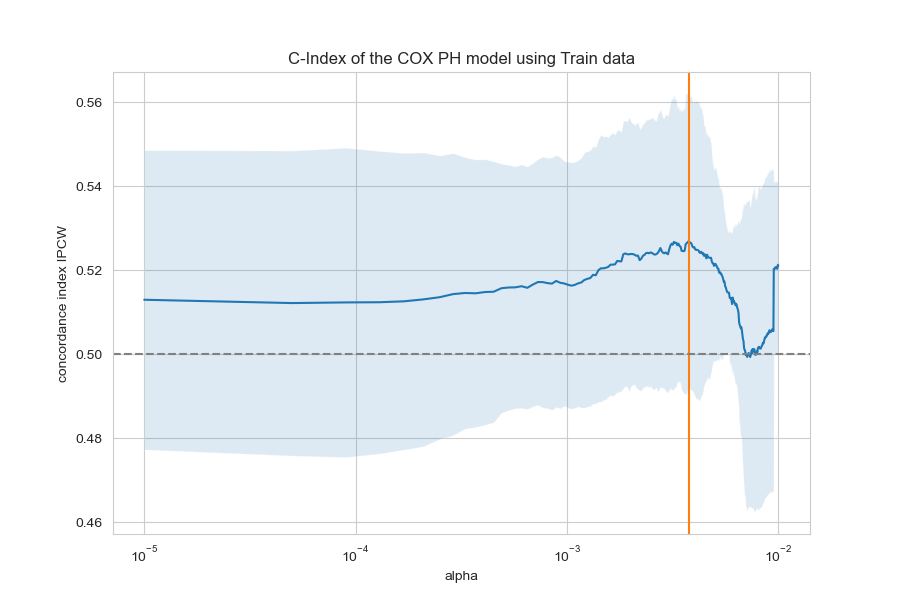 C-Index of the COX PH model using Train data
concordance index IPCW
0.56
0.54
0.52
0.50
0.48
0.46
10⁻⁵ 10⁻⁴ 10⁻³ 10⁻²
alpha